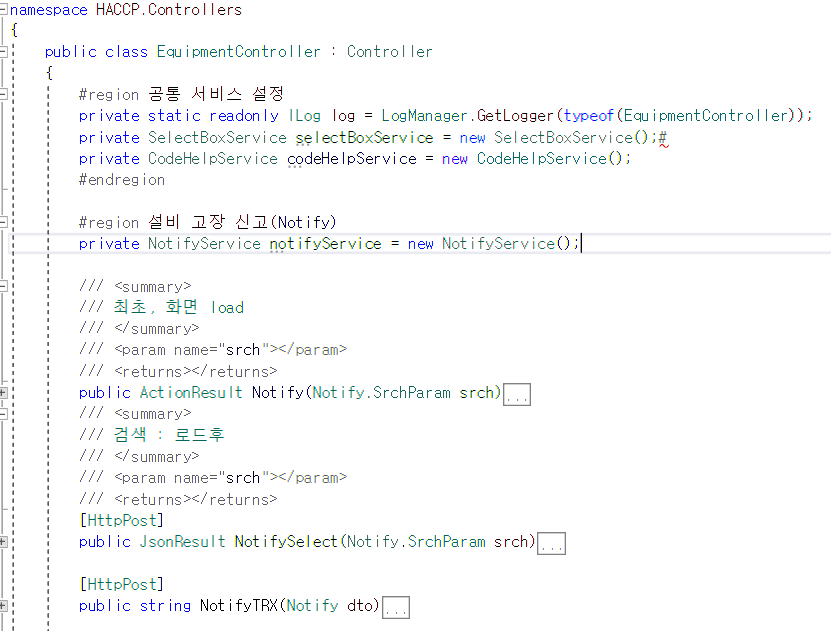 namespace HACCP.Controllers
{
public class EquipmentController : Controller
{
#region 공통 서비스 설정
private static readonly ILog log = LogManager.GetLogger(typeof(EquipmentController));
private SelectBoxService selectBoxService = new SelectBoxService();#
private CodeHelpService codeHelpService = new CodeHelpService();
#endregion
#region 설비 고장 신고(Notify)
private NotifyService notifyService = new NotifyService();
/// <summary>
/// 최초, 화면 load
/// </summary>
/// <param name="srch"></param>
/// <returns></returns>
public ActionResult Notify(Notify.SrchParam srch)...
/// <summary>
/// 검색 : 로드후
/// </summary>
/// <param name="srch"></param>
/// <returns></returns>
[HttpPost]
public JsonResult NotifySelect(Notify.SrchParam srch)...
[HttpPost]
public string NotifyTRX(Notify dto)...